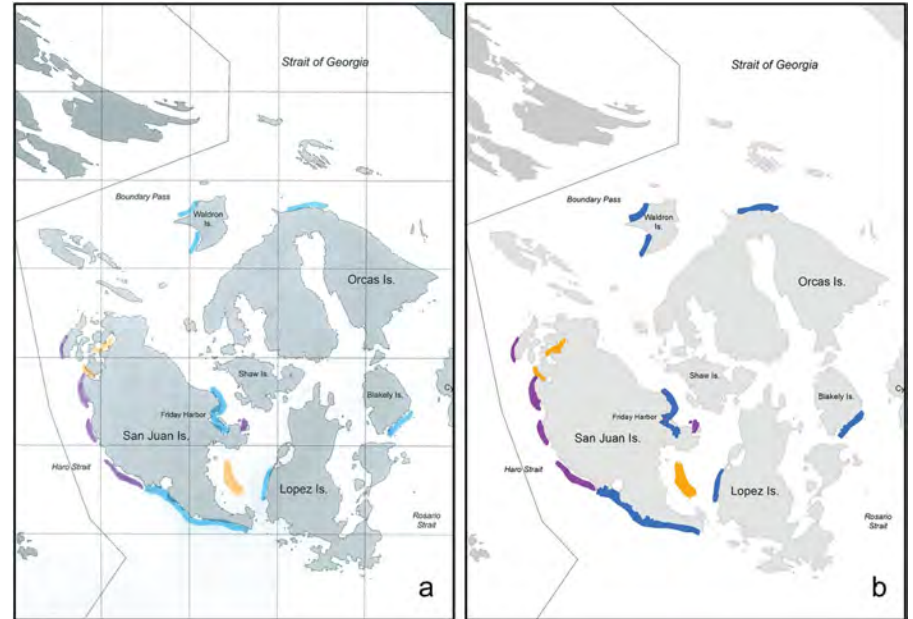 Strait of Georgia
Boundary Pass
Waldron
Is.
Orcas Is.
Shaw Is.
Blakely Is.
Cy
Friday Harbor
San Juan Is.
Haro Strait
Lopez Is.
Rosario
Strait
a
Strait of Georgia
Boundary Pass
Waldron
Is.
Orcas Is.
Shaw Is.
Blakely Is.
Cy
Friday Harbor
San Juan Is.
Haro Strait
Lopez Is.
Rosario
Strait
b